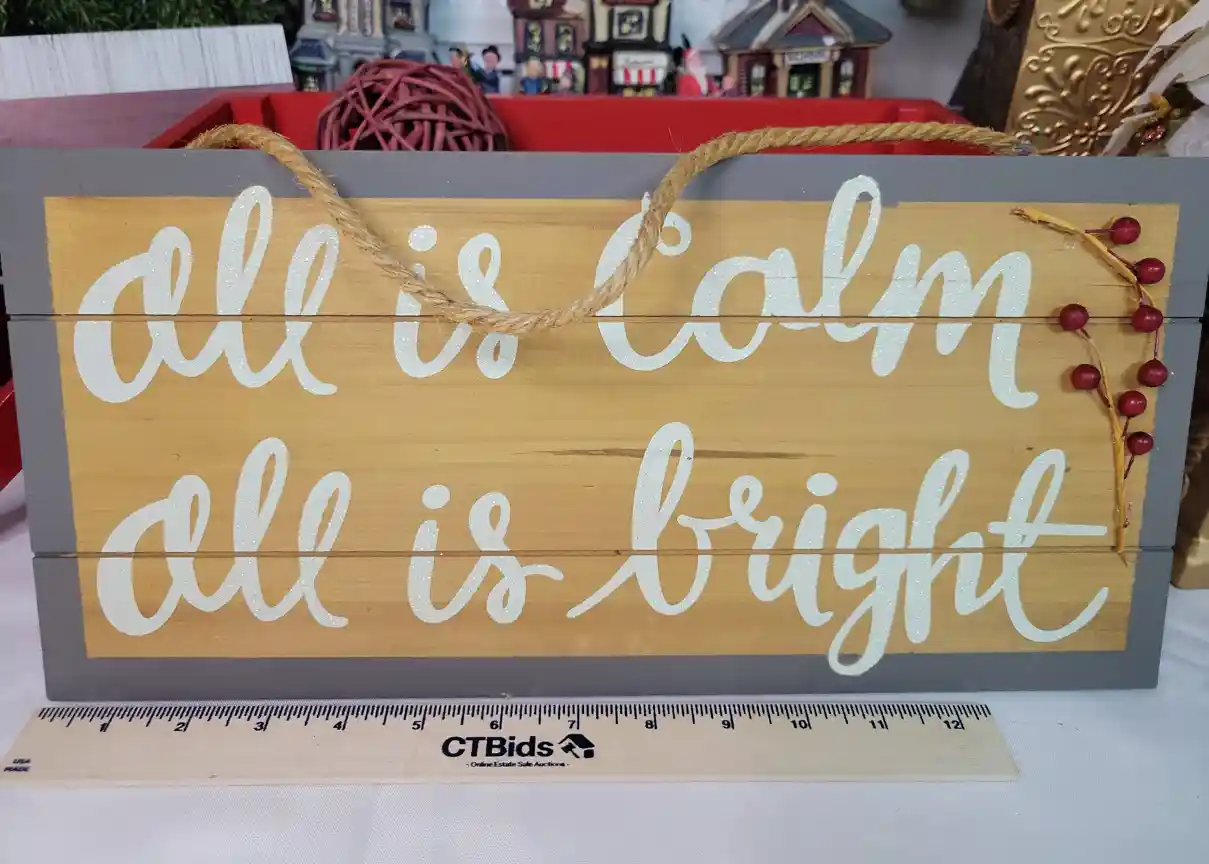 all is Calm
all is bright
1 2 3 4 5 6 7 8 9 10 11 12
CTBids
- Online Estate Sale Auctions -
USA
MADE